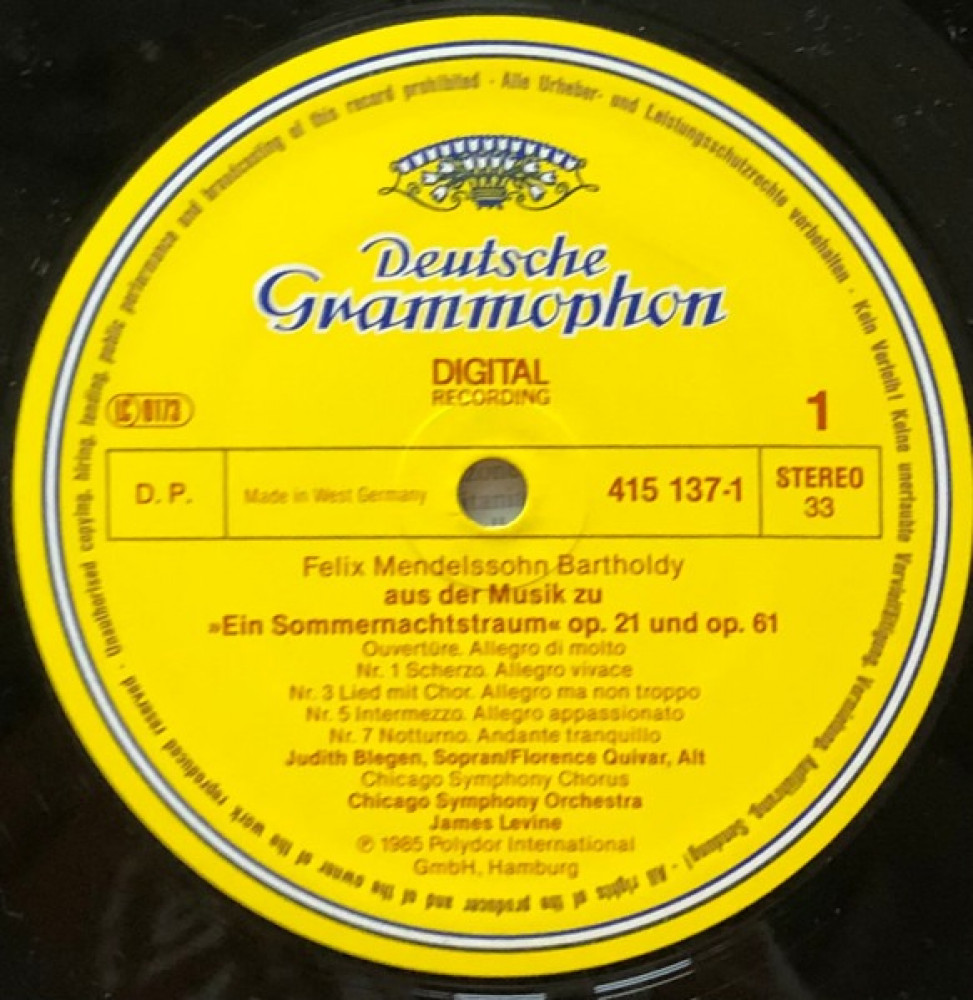 Deutsche
Grammophon
DIGITAL
RECORDING
LC 0173
1
D. P.
Made in West Germany
415 137-1
STEREO
33
Felix Mendelssohn Bartholdy
aus der Musik zu
»Ein Sommernachtstraum« op. 21 und op. 61
Ouvertüre. Allegro di molto
Nr. 1 Scherzo. Allegro vivace
Nr. 3 Lied mit Chor. Allegro ma non troppo
Nr. 5 Intermezzo. Allegro appassionato
Nr. 7 Notturno. Andante tranquillo
Judith Blegen, Sopran/Florence Quivar, Alt
Chicago Symphony Chorus
Chicago Symphony Orchestra
James Levine
℗ 1985 Polydor International
GmbH, Hamburg
Alle Urheber- und Leistungsschutzrechte vorbehalten · Kein Verleih! Keine unerlaubte Vervielfältigung, Vermietung, Aufführung, Sendung! · All rights of the producer and of the owner of the work reproduced reserved · Unauthorised copying, hiring, lending, public performance and broadcasting of this record prohibited ·